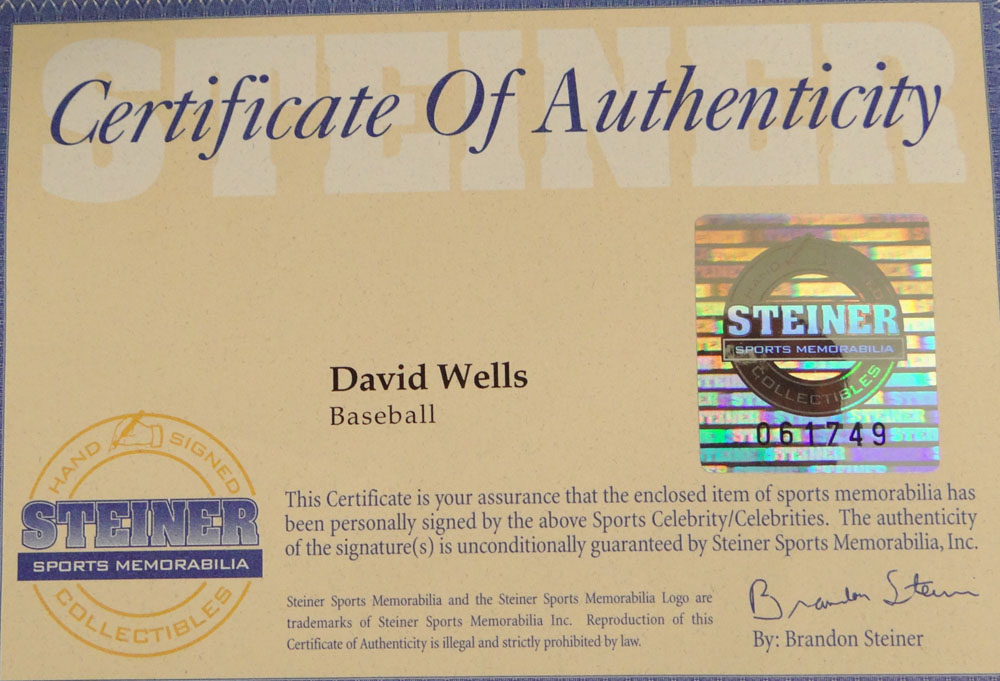 STEINER
Certificate Of Authenticity
HAND SIGNED
STEINER
SPORTS MEMORABILIA
COLLECTIBLES
061749
David Wells
Baseball
HAND SIGNED
STEINER
SPORTS MEMORABILIA
COLLECTIBLES
This Certificate is your assurance that the enclosed item of sports memorabilia has
been personally signed by the above Sports Celebrity/Celebrities. The authenticity
of the signature(s) is unconditionally guaranteed by Steiner Sports Memorabilia, Inc.
Steiner Sports Memorabilia and the Steiner Sports Memorabilia Logo are
trademarks of Steiner Sports Memorabilia Inc. Reproduction of this
Certificate of Authenticity is illegal and strictly prohibited by law.
Brandon Steiner
By: Brandon Steiner